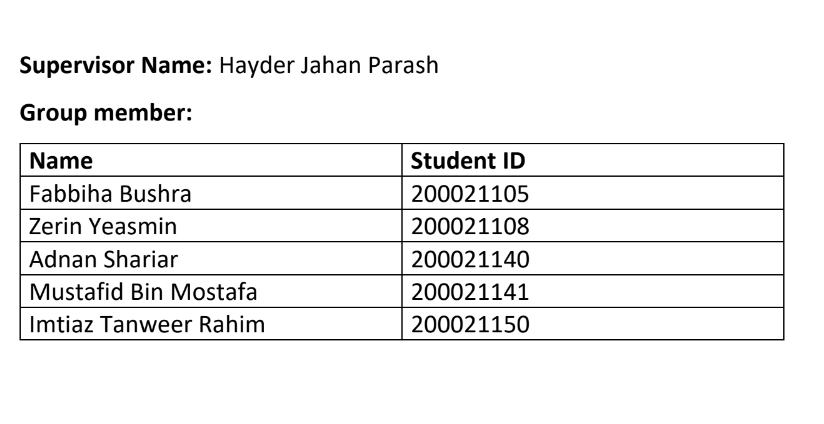 Supervisor Name: Hayder Jahan Parash
Group member:
Name Student ID
Fabbiha Bushra 200021105
Zerin Yeasmin 200021108
Adnan Shariar 200021140
Mustafid Bin Mostafa 200021141
Imtiaz Tanweer Rahim 200021150